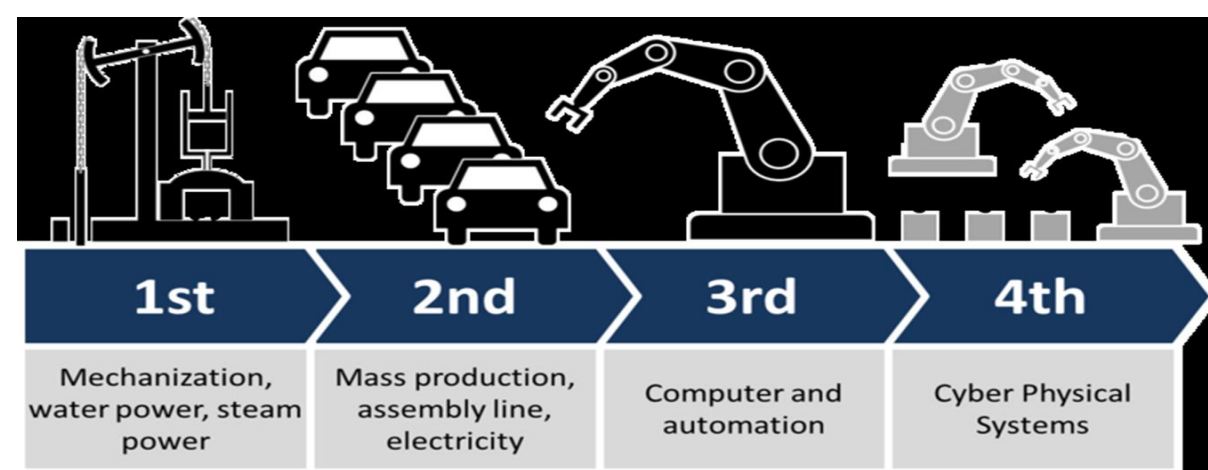 1st
2nd
3rd
4th
Mechanization,
water power, steam
power
Mass production,
assembly line,
electricity
Computer and
automation
Cyber Physical
Systems